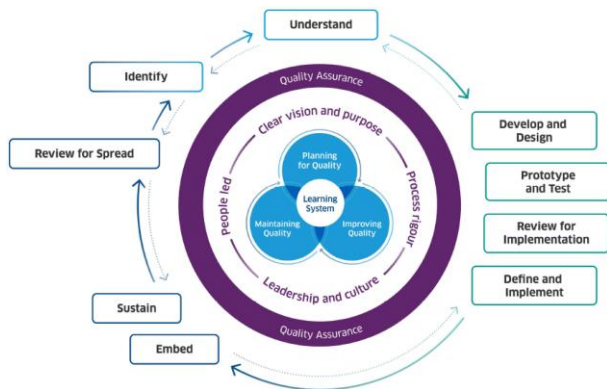 Understand
Identify
Quality Assurance
Clear vision and purpose
Develop and
Design
Review for Spread
Planning
for Quality
Prototype
and Test
People led
Learning
System
Process rigour
Maintaining
Quality
Improving
Quality
Review for
Implementation
Leadership and culture
Define and
Implement
Sustain
Quality Assurance
Embed